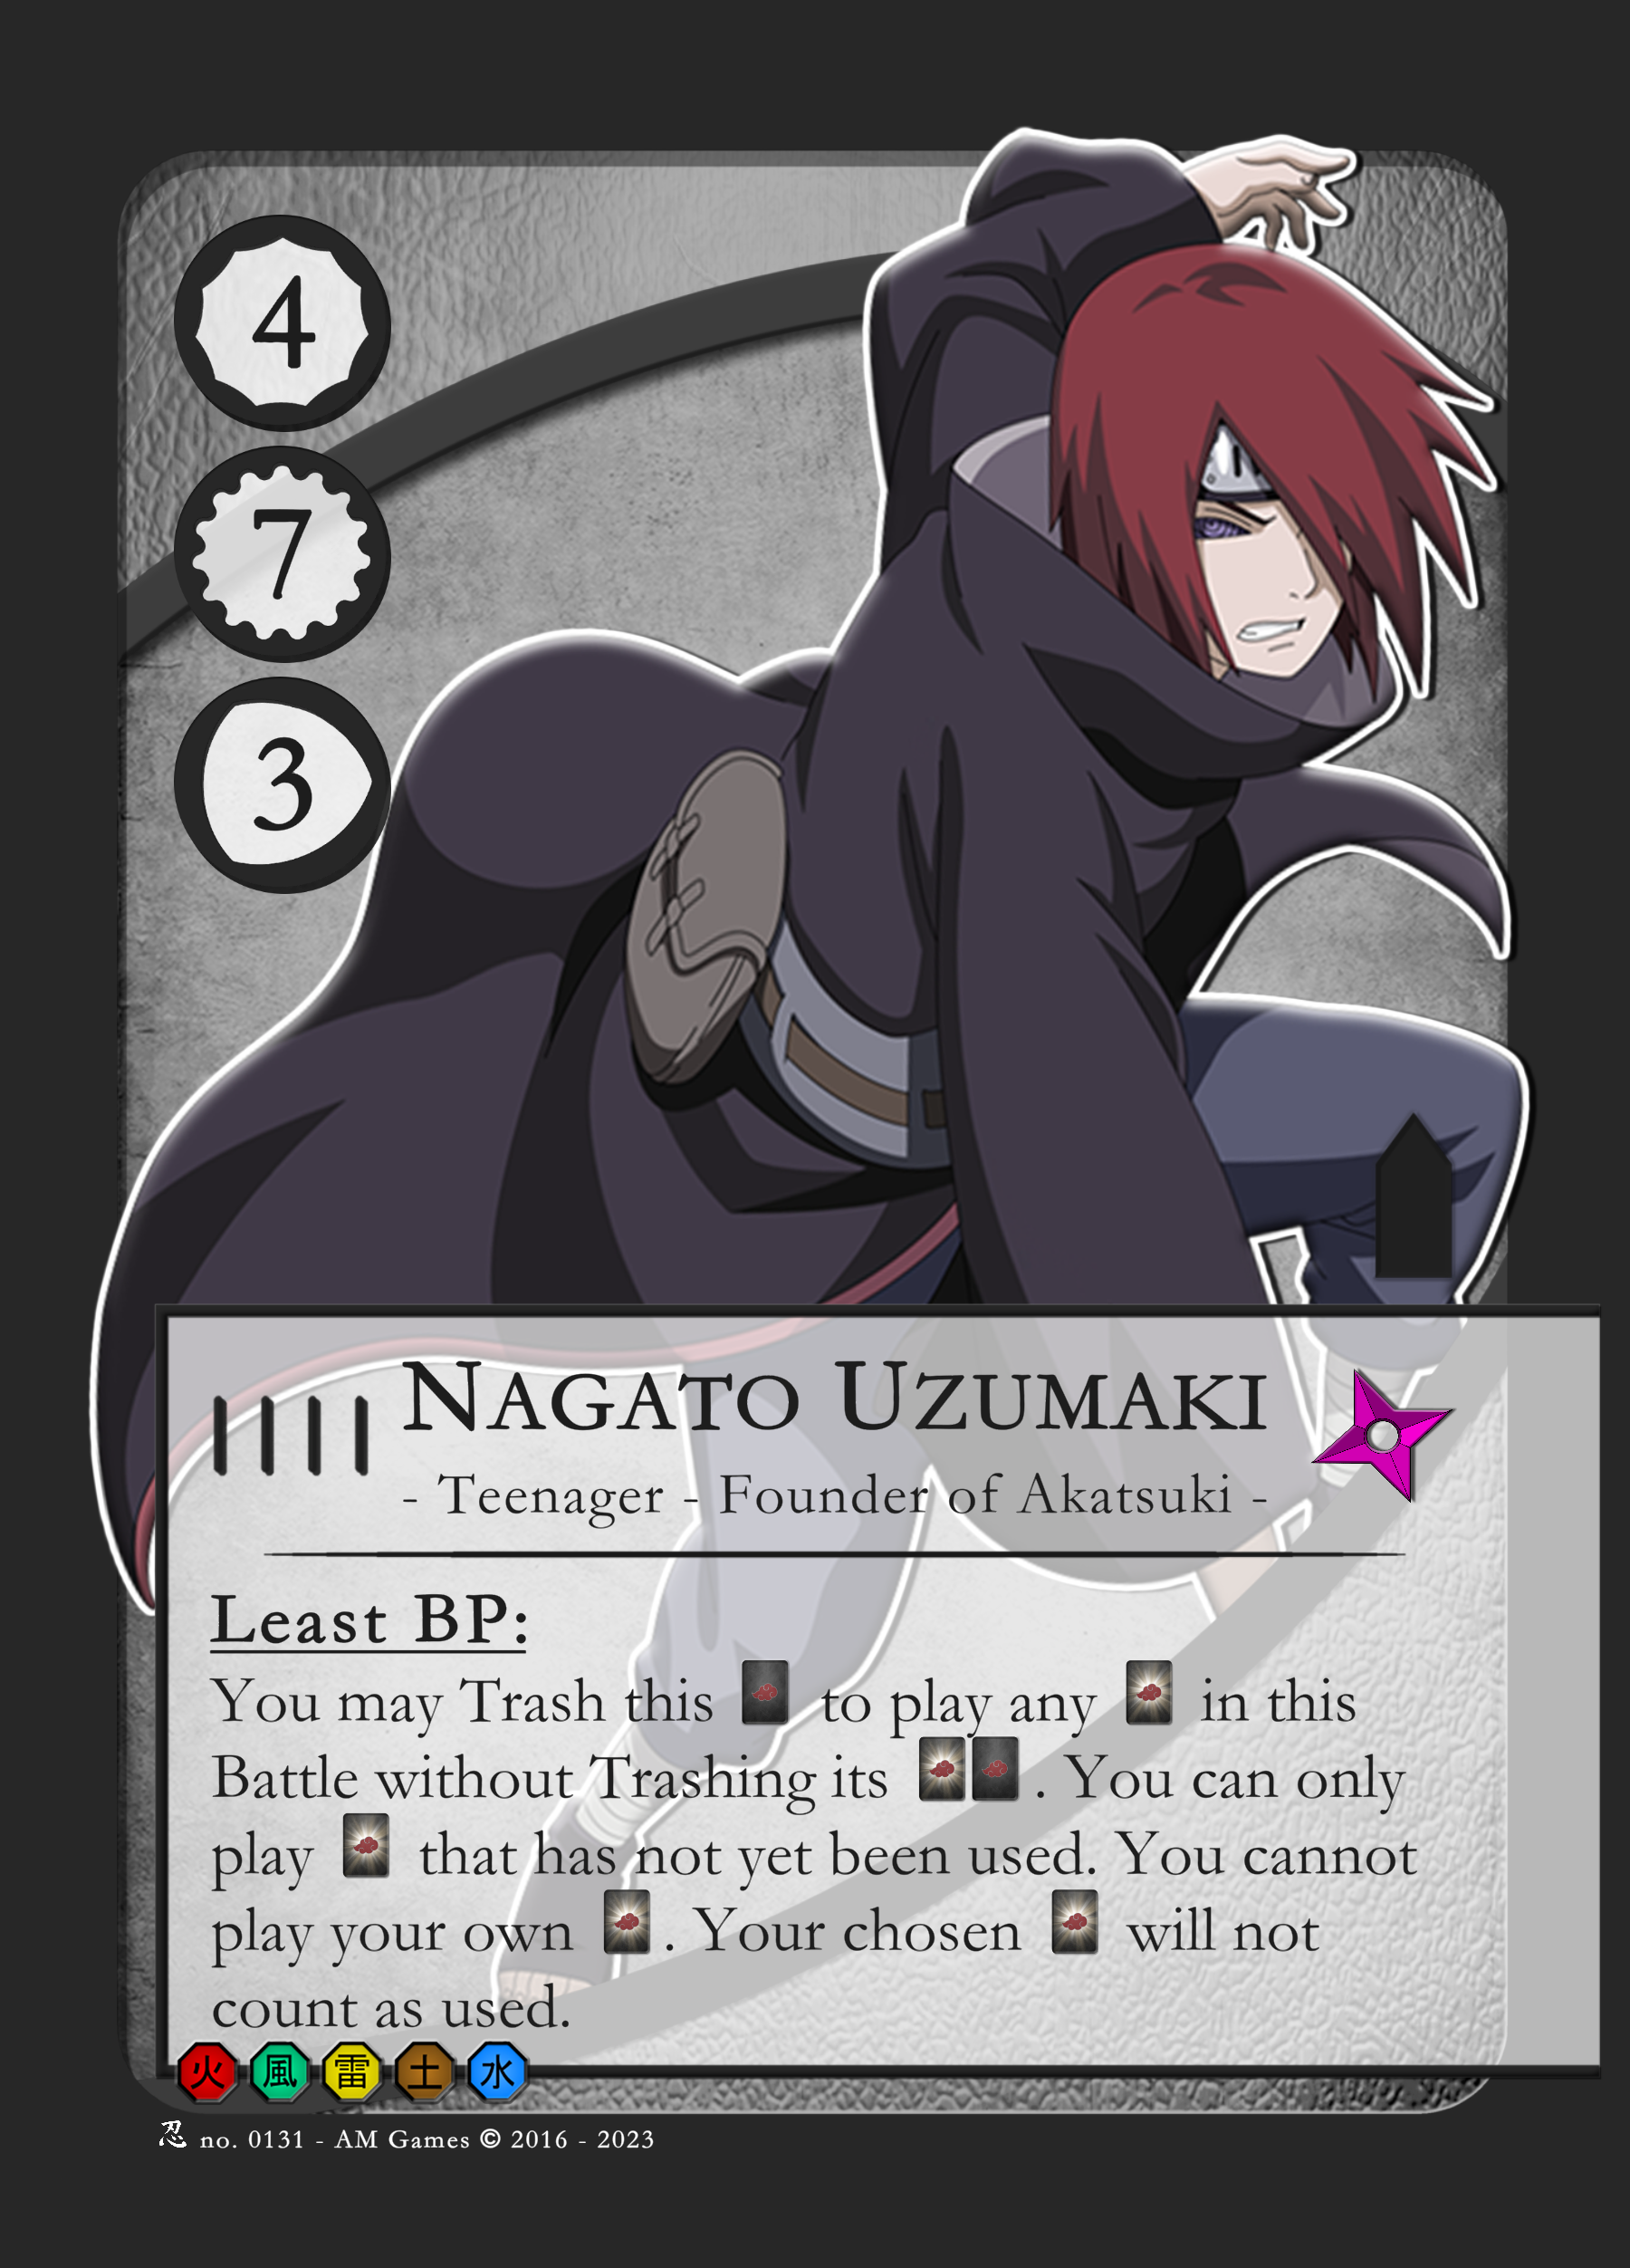 4
7
3
Nagato Uzumaki
- Teenager - Founder of Akatsuki -
Least BP:
You may Trash this to play any in this
Battle without Trashing its . You can only
play that has not yet been used. You cannot
play your own . Your chosen will not
count as used.
火 風 雷 土 水
忍 no. 0131 - AM Games © 2016 - 2023